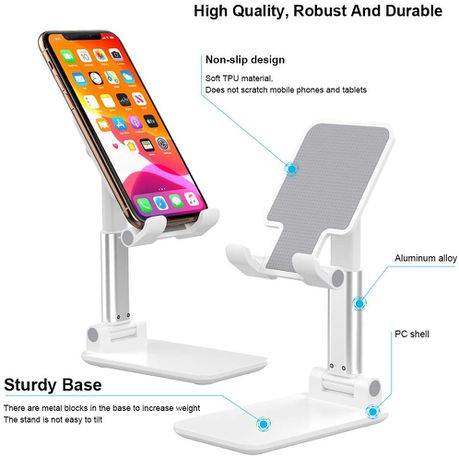 High Quality, Robust And Durable
Non-slip design
Soft TPU material,
Does not scratch mobile phones and tablets
Aluminum alloy
PC shell
Sturdy Base
There are metal blocks in the base to increase weight
The stand is not easy to tilt